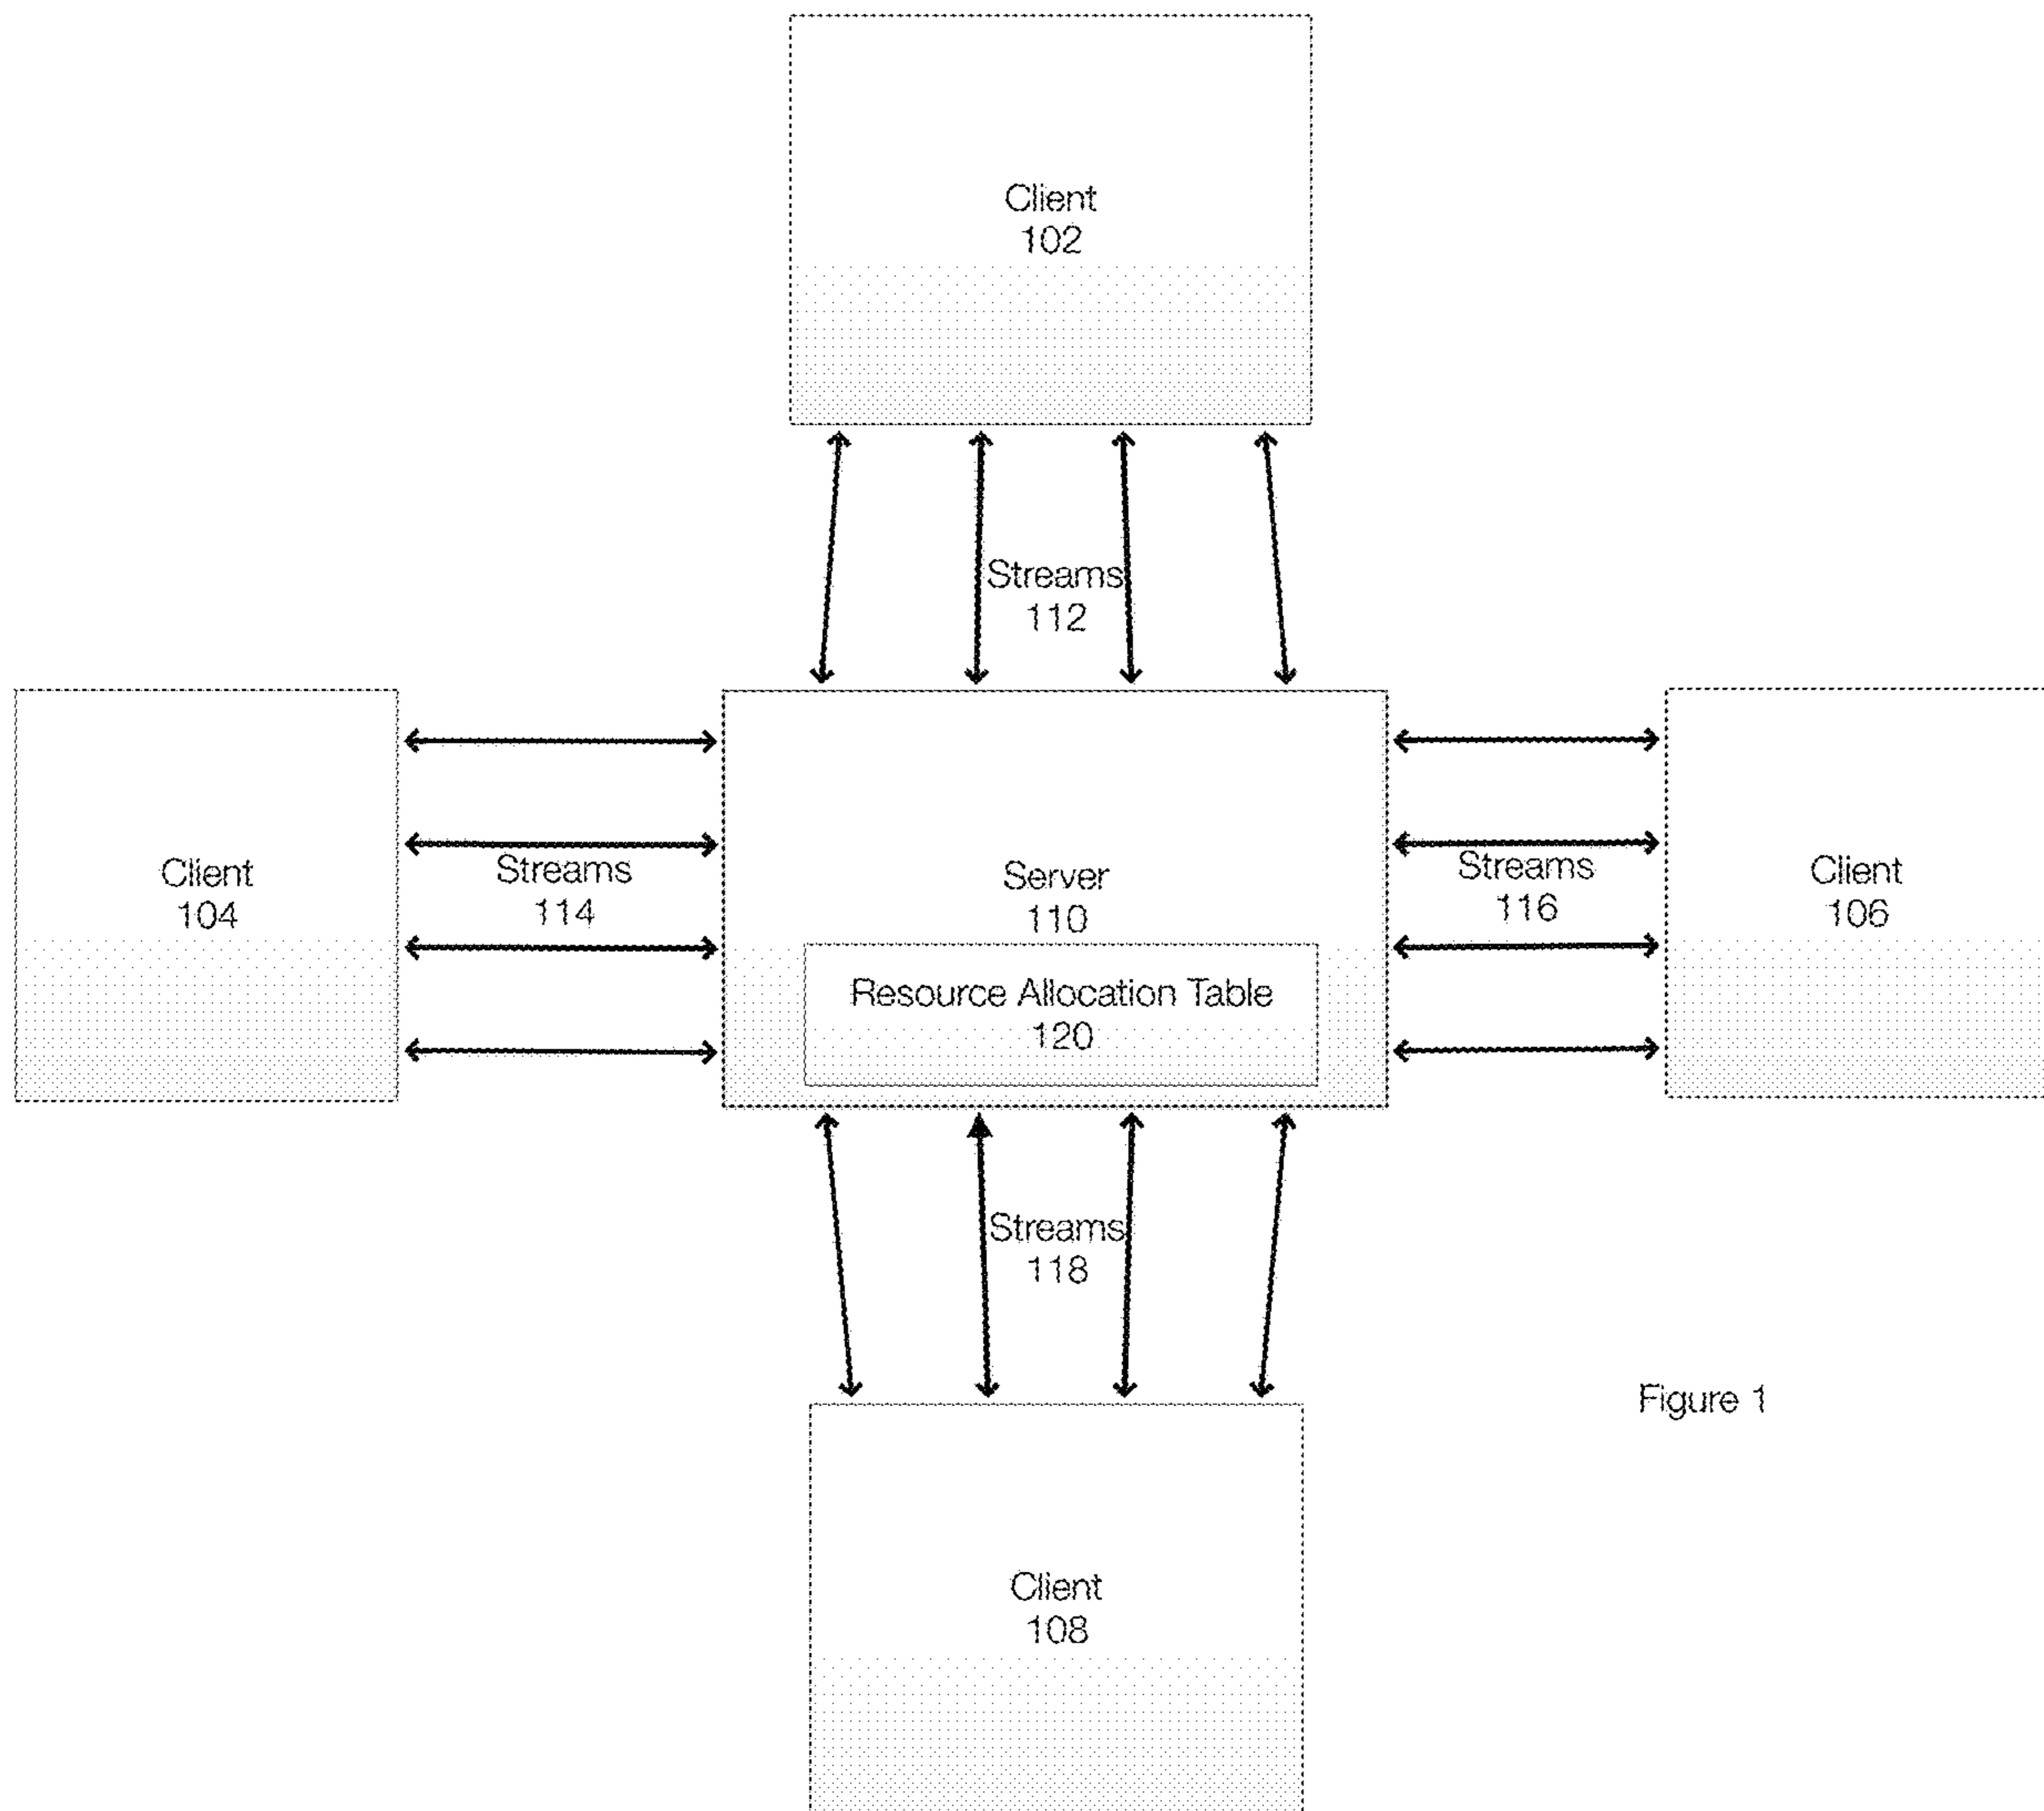 Client
102
Streams
112
Client
104
Streams
114
Server
110
Resource Allocation Table
120
Streams
116
Client
106
Streams
118
Client
108
Figure 1